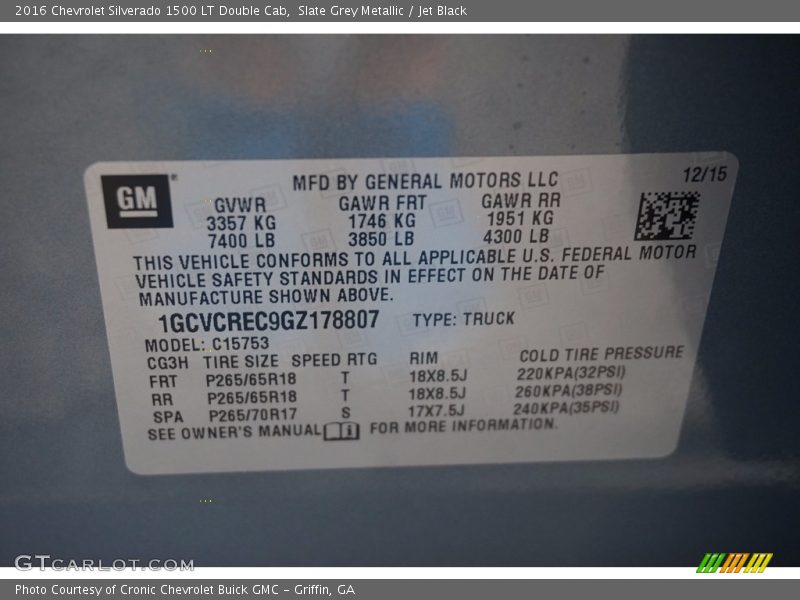 2016 Chevrolet Silverado 1500 LT Double Cab, Slate Grey Metallic / Jet Black
GM®
MFD BY GENERAL MOTORS LLC 12/15
GVWR GAWR FRT GAWR RR
3357 KG 1746 KG 1951 KG
7400 LB 3850 LB 4300 LB
THIS VEHICLE CONFORMS TO ALL APPLICABLE U.S. FEDERAL MOTOR
VEHICLE SAFETY STANDARDS IN EFFECT ON THE DATE OF
MANUFACTURE SHOWN ABOVE.
1GCVCREC9GZ178807 TYPE: TRUCK
MODEL: C15753
CG3H TIRE SIZE SPEED RTG RIM COLD TIRE PRESSURE
FRT P265/65R18 T 18X8.5J 220KPA(32PSI)
RR P265/65R18 T 18X8.5J 260KPA(38PSI)
SPA P265/70R17 S 17X7.5J 240KPA(35PSI)
SEE OWNER'S MANUAL FOR MORE INFORMATION.
GTCARLOT.COM
Photo Courtesy of Cronic Chevrolet Buick GMC - Griffin, GA